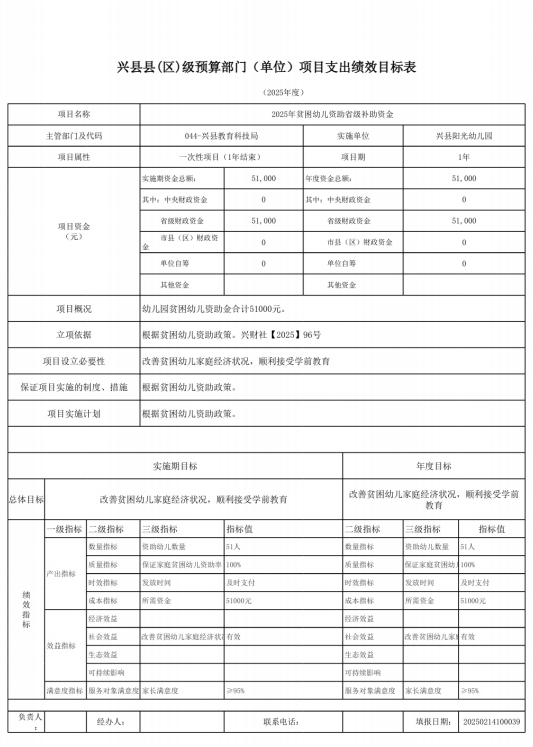 兴县县(区)级预算部门（单位）项目支出绩效目标表
（2025年度）
项目名称 2025年贫困幼儿资助省级补助资金
主管部门及代码 044-兴县教育科技局 实施单位 兴县阳光幼儿园
项目属性 一次性项目（1年结束） 项目期 1年
项目资金（元） 实施期资金总额： 51,000 年度资金总额： 51,000
其中：中央财政资金 0 其中：中央财政资金 0
省级财政资金 51,000 省级财政资金 51,000
市县（区）财政资金 0 市县（区）财政资金 0
单位自筹 0 单位自筹 0
其他资金 其他资金
项目概况 幼儿园贫困幼儿资助金合计51000元。
立项依据 根据贫困幼儿资助政策。兴财社【2025】96号
项目设立必要性 改善贫困幼儿家庭经济状况，顺利接受学前教育
保证项目实施的制度、措施 根据贫困幼儿资助政策。
项目实施计划 根据贫困幼儿资助政策。
实施期目标 年度目标
总体目标 改善贫困幼儿家庭经济状况，顺利接受学前教育 改善贫困幼儿家庭经济状况，顺利接受学前教育
绩效指标 一级指标 二级指标 三级指标 指标值 二级指标 三级指标 指标值
产出指标 数量指标 资助幼儿数量 51人 数量指标 资助幼儿数量 51人
质量指标 保证家庭贫困幼儿资助率 100% 质量指标 保证家庭贫困幼 100%
时效指标 发放时间 及时支付 时效指标 发放时间 及时支付
成本指标 所需资金 51000元 成本指标 所需资金 51000元
效益指标 经济效益 经济效益
社会效益 改善贫困幼儿家庭经济状 有效 社会效益 改善贫困幼儿家 有效
生态效益 生态效益
可持续影响 可持续影响
满意度指标 服务对象满意度 家长满意度 ≥95% 服务对象满意度 家长满意度 ≥95%
负责人： 经办人： 联系电话： 填报日期： 20250214100039